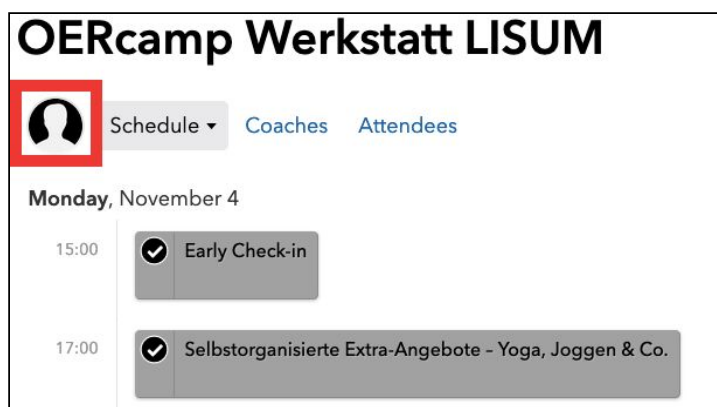 OERcamp Werkstatt LISUM
Schedule Coaches Attendees
Monday, November 4
15:00 Early Check-in
17:00 Selbstorganisierte Extra-Angebote – Yoga, Joggen & Co.